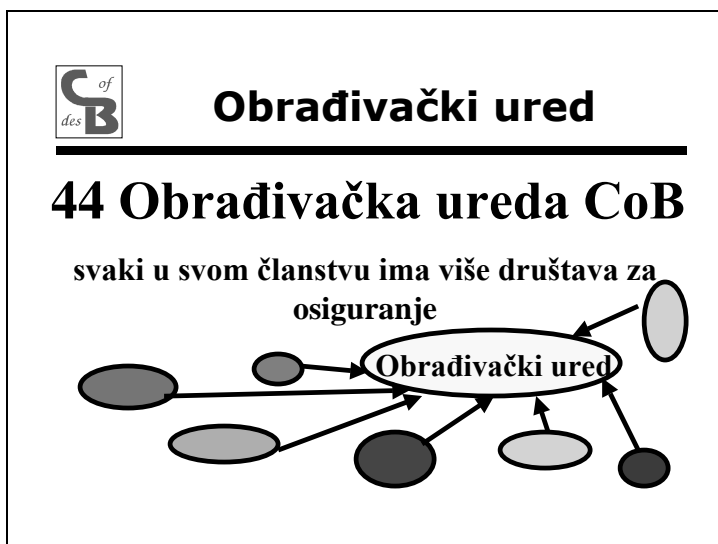 C of
des B
Obrađivački ured
44 Obrađivačka ureda CoB
svaki u svom članstvu ima više društava za
osiguranje
Obrađivački ured